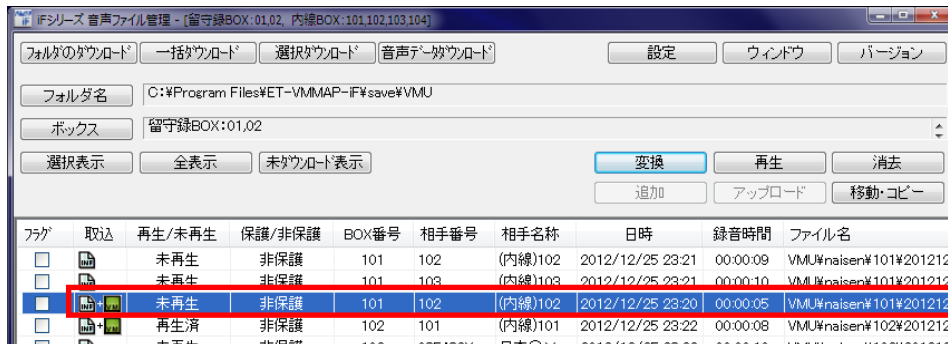 iFシリーズ 音声ファイル管理 - [留守録BOX:01,02, 内線BOX:101,102,103,104]
ﾌｫﾙﾀﾞのﾀﾞｳﾝﾛｰﾄﾞ 一括ﾀﾞｳﾝﾛｰﾄﾞ 選択ﾀﾞｳﾝﾛｰﾄﾞ 音声ﾃﾞｰﾀﾀﾞｳﾝﾛｰﾄﾞ 設定 ウィンドウ バージョン
フォルダ名 C:¥Program Files¥ET-VMMAP-iF¥save¥VMU
ボックス 留守録BOX:01,02
選択表示 全表示 未ﾀﾞｳﾝﾛｰﾄﾞ表示 変換 再生 消去
追加 アップロード 移動・コピー
ﾌﾗｸﾞ 取込 再生/未再生 保護/非保護 BOX番号 相手番号 相手名称 日時 録音時間 ファイル名
INT 未再生 非保護 101 102 (内線)102 2012/12/25 23:21 00:00:09 VMU¥naisen¥101¥201212
未再生 非保護 101 103 (内線)103 2012/12/25 23:21 00:00:10 VMU¥naisen¥101¥201212
INT + 未再生 非保護 101 102 (内線)102 2012/12/25 23:20 00:00:05 VMU¥naisen¥101¥201212
INT + 再生済 非保護 102 101 (内線)101 2012/12/25 23:22 00:00:08 VMU¥naisen¥102¥201212